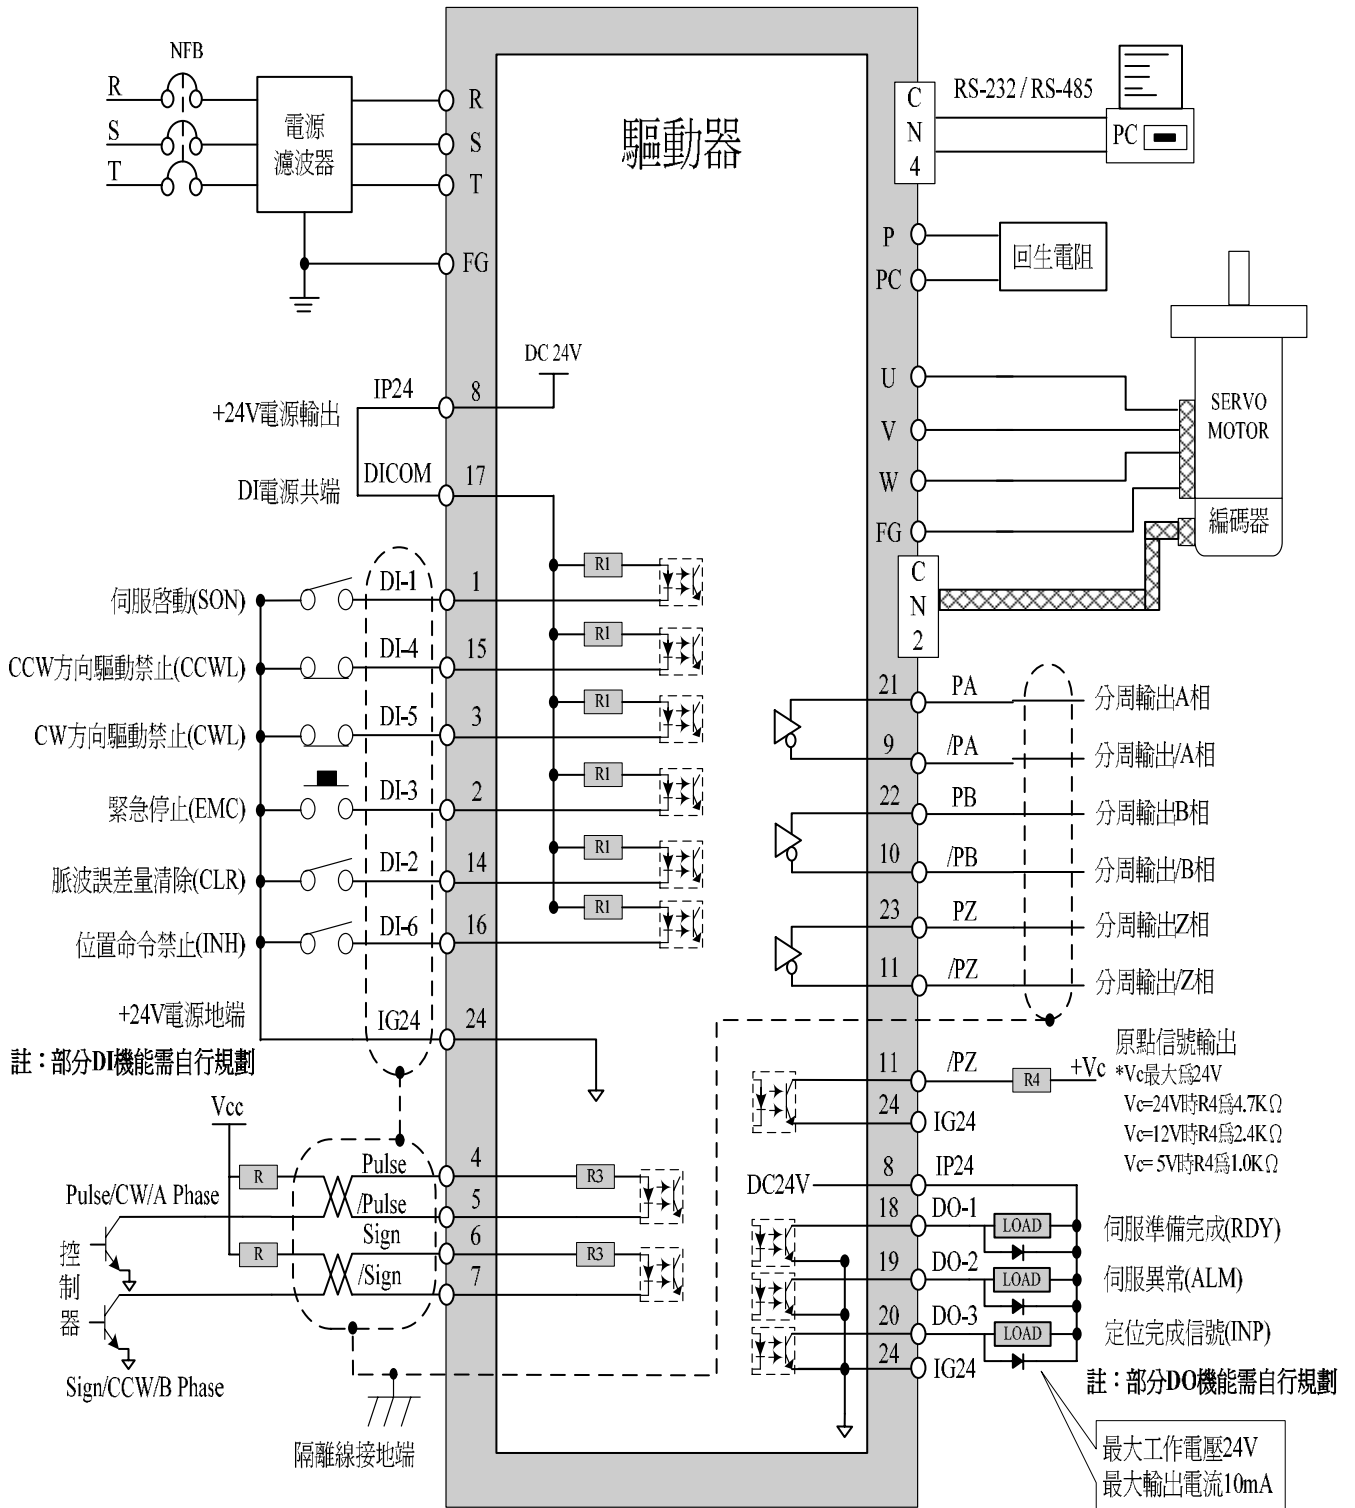 NFB
R
S
T
電源
濾波器
R
S
T
FG
驅動器
C
N
4
RS-232 / RS-485
PC
P
PC
回生電阻
U
V
W
FG
SERVO
MOTOR
編碼器
C
N
2
DC 24V
+24V電源輸出
IP24
8
DI電源共端
DICOM
17
伺服啓動(SON)
DI-1
1
R1
CCW方向驅動禁止(CCWL)
DI-4
15
R1
CW方向驅動禁止(CWL)
DI-5
3
R1
緊急停止(EMC)
DI-3
2
R1
脈波誤差量清除(CLR)
DI-2
14
R1
位置命令禁止(INH)
DI-6
16
R1
+24V電源地端
IG24
24
註：部分DI機能需自行規劃
21
PA
分周輸出A相
9
/PA
分周輸出/A相
22
PB
分周輸出B相
10
/PB
分周輸出/B相
23
PZ
分周輸出Z相
11
/PZ
分周輸出/Z相
11
/PZ
R4
+Vc
24
IG24
原點信號輸出
*Vc最大爲24V
Vc=24V時R4爲4.7KΩ
Vc=12V時R4爲2.4KΩ
Vc= 5V時R4爲1.0KΩ
Vcc
R
Pulse
4
R3
Pulse/CW/A Phase
/Pulse
5
R
Sign
6
R3
/Sign
7
控
制
器
Sign/CCW/B Phase
隔離線接地端
DC24V
8
IP24
18
DO-1
LOAD
伺服準備完成(RDY)
19
DO-2
LOAD
伺服異常(ALM)
20
DO-3
LOAD
定位完成信號(INP)
24
IG24
註：部分DO機能需自行規劃
最大工作電壓24V
最大輸出電流10mA